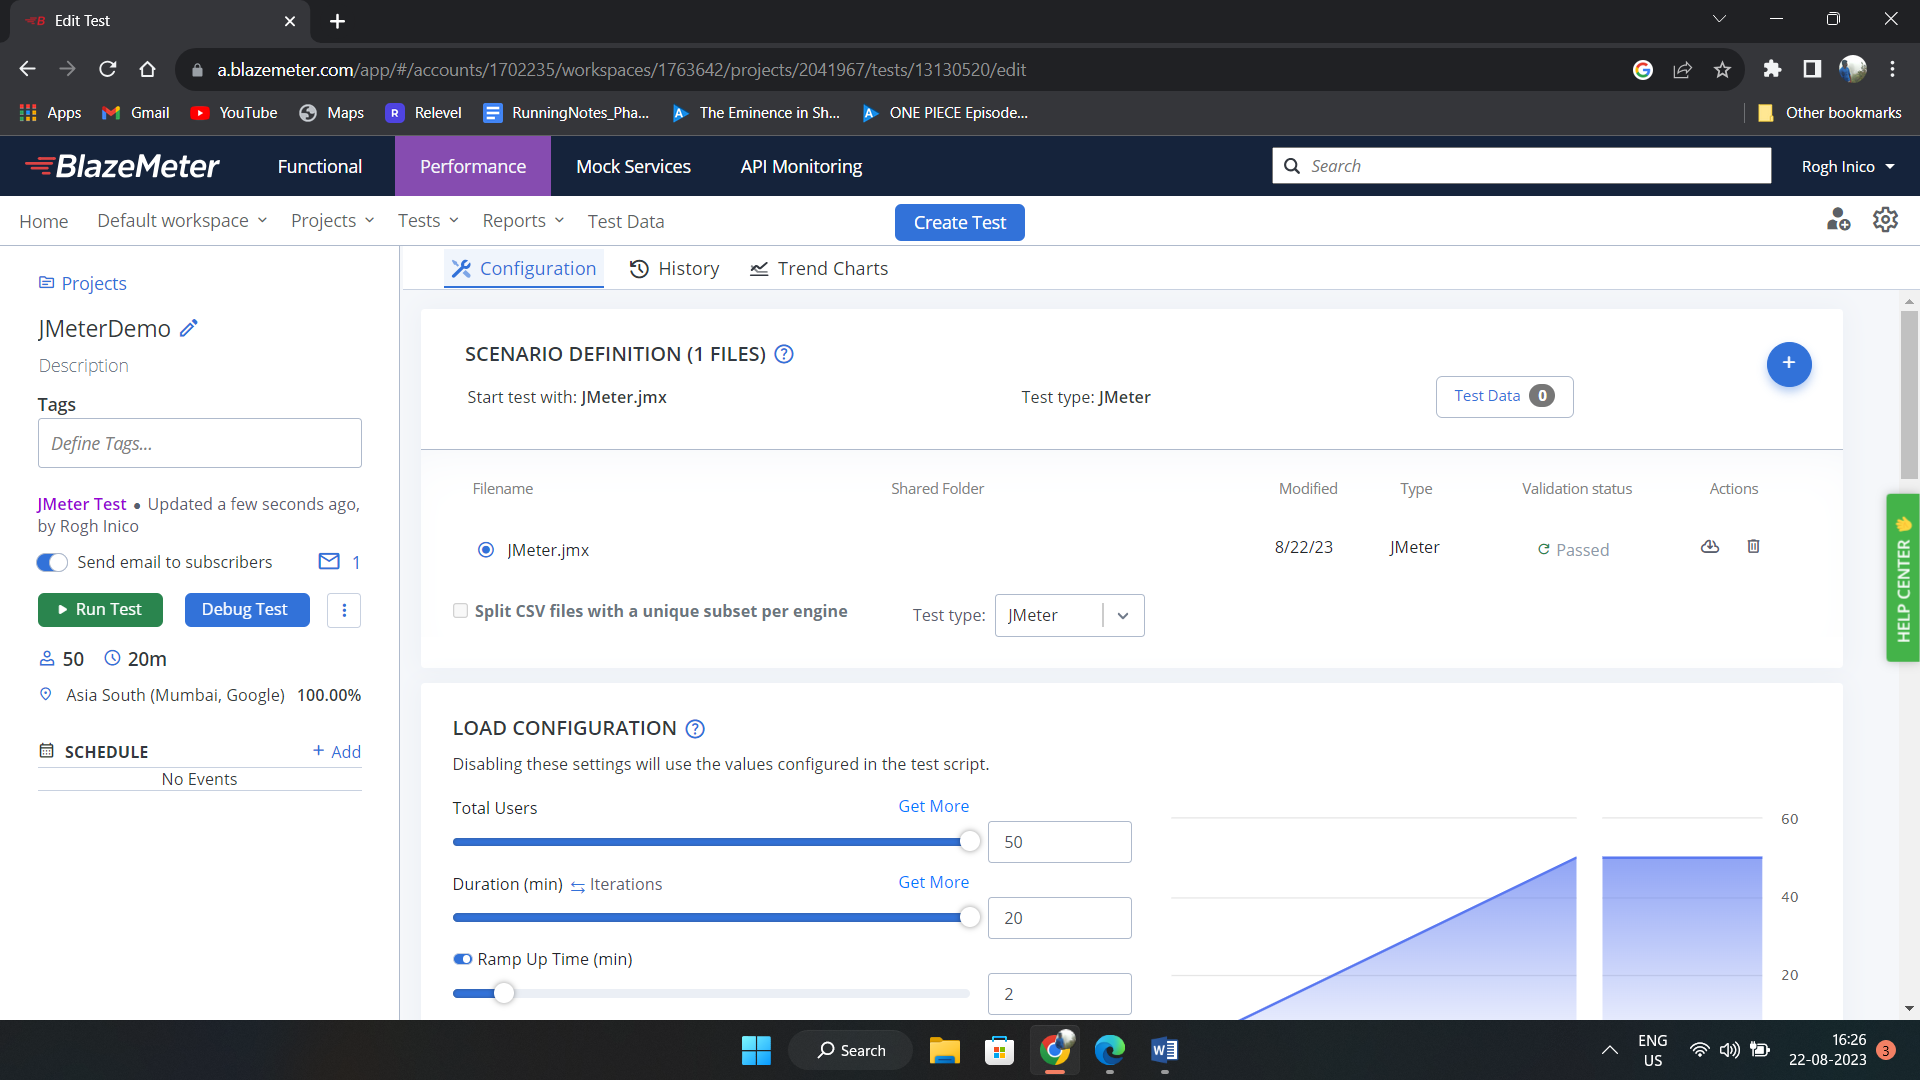 Edit Test
a.blazemeter.com/app/#/accounts/1702235/workspaces/1763642/projects/2041967/tests/13130520/edit
Apps Gmail YouTube Maps R Relevel RunningNotes_Pha... The Eminence in Sh... ONE PIECE Episode... Other bookmarks
BlazeMeter Functional Performance Mock Services API Monitoring Search Rogh Inico
Home Default workspace Projects Tests Reports Test Data Create Test
Projects
JMeterDemo
Description
Tags
Define Tags...
JMeter Test • Updated a few seconds ago,
by Rogh Inico
Send email to subscribers 1
Run Test Debug Test
50 20m
Asia South (Mumbai, Google) 100.00%
SCHEDULE + Add
No Events
Configuration History Trend Charts
SCENARIO DEFINITION (1 FILES) ?
+
Start test with: JMeter.jmx Test type: JMeter Test Data 0
Filename Shared Folder Modified Type Validation status Actions
JMeter.jmx 8/22/23 JMeter Passed
Split CSV files with a unique subset per engine Test type: JMeter
HELP CENTER
LOAD CONFIGURATION ?
Disabling these settings will use the values configured in the test script.
Total Users Get More
50
Duration (min) Iterations Get More
20
Ramp Up Time (min)
2
60
40
20
Search
ENG
US
16:26
22-08-2023
3